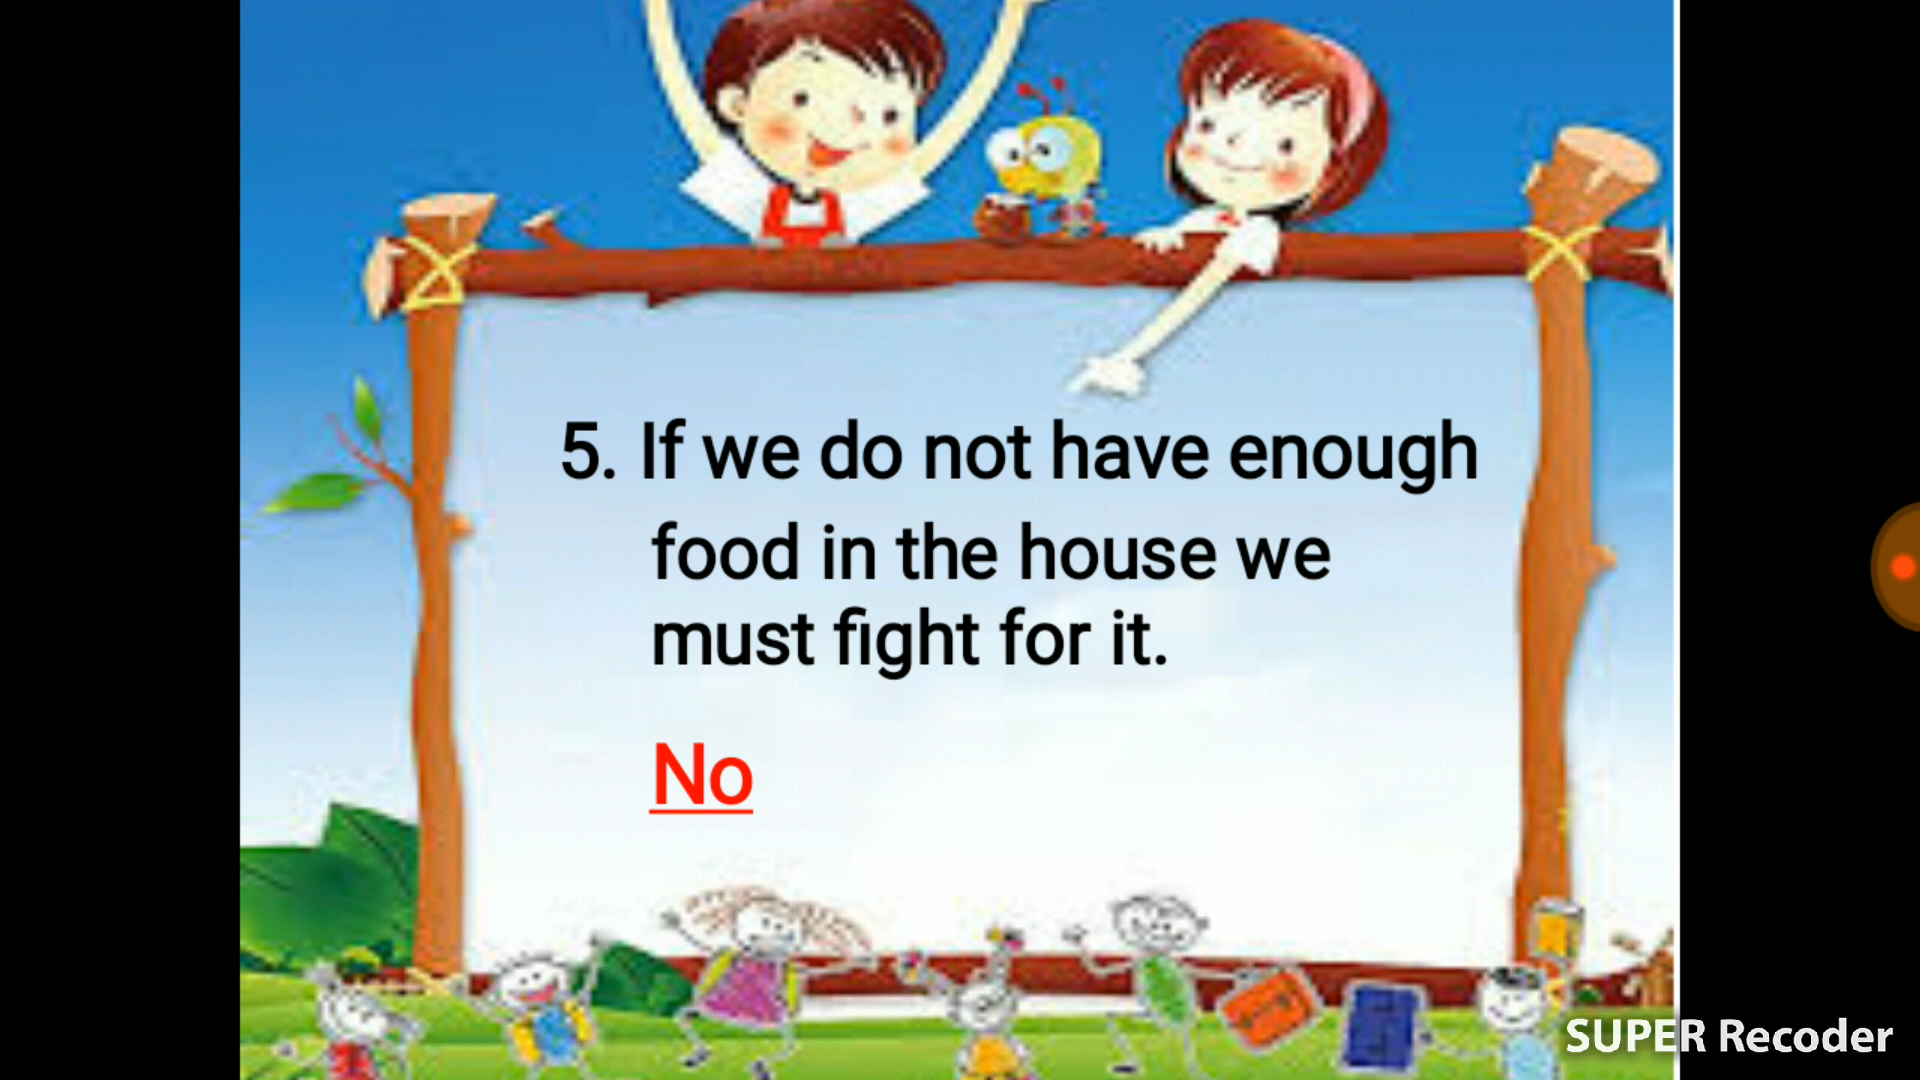 5. If we do not have enough
food in the house we
must fight for it.
No
SUPER Recoder